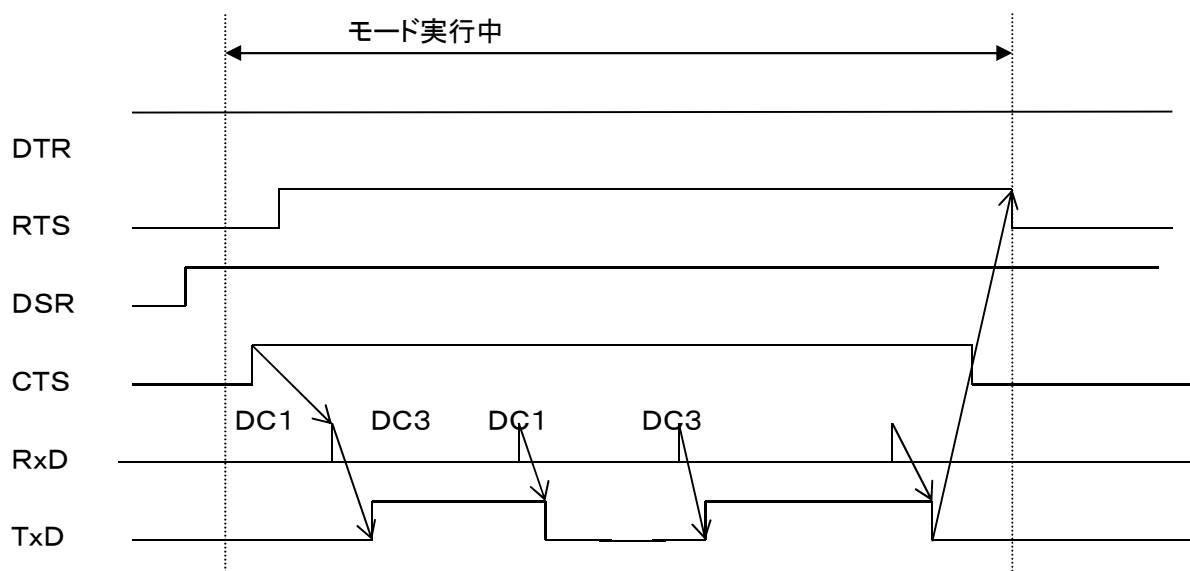 モード実行中
DTR
RTS
DSR
CTS
DC1 DC3 DC1 DC3
RxD
TxD